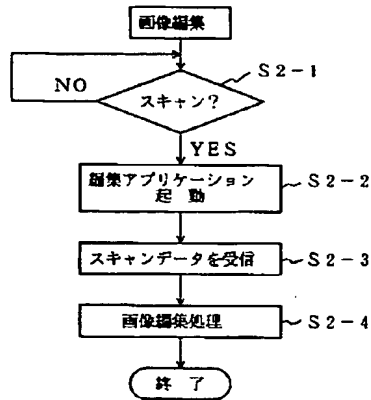 画像編集
スキャン?
S2-1
NO
YES
編集アプリケーション
起動
S2-2
スキャンデータを受信
S2-3
画像編集処理
S2-4
終了